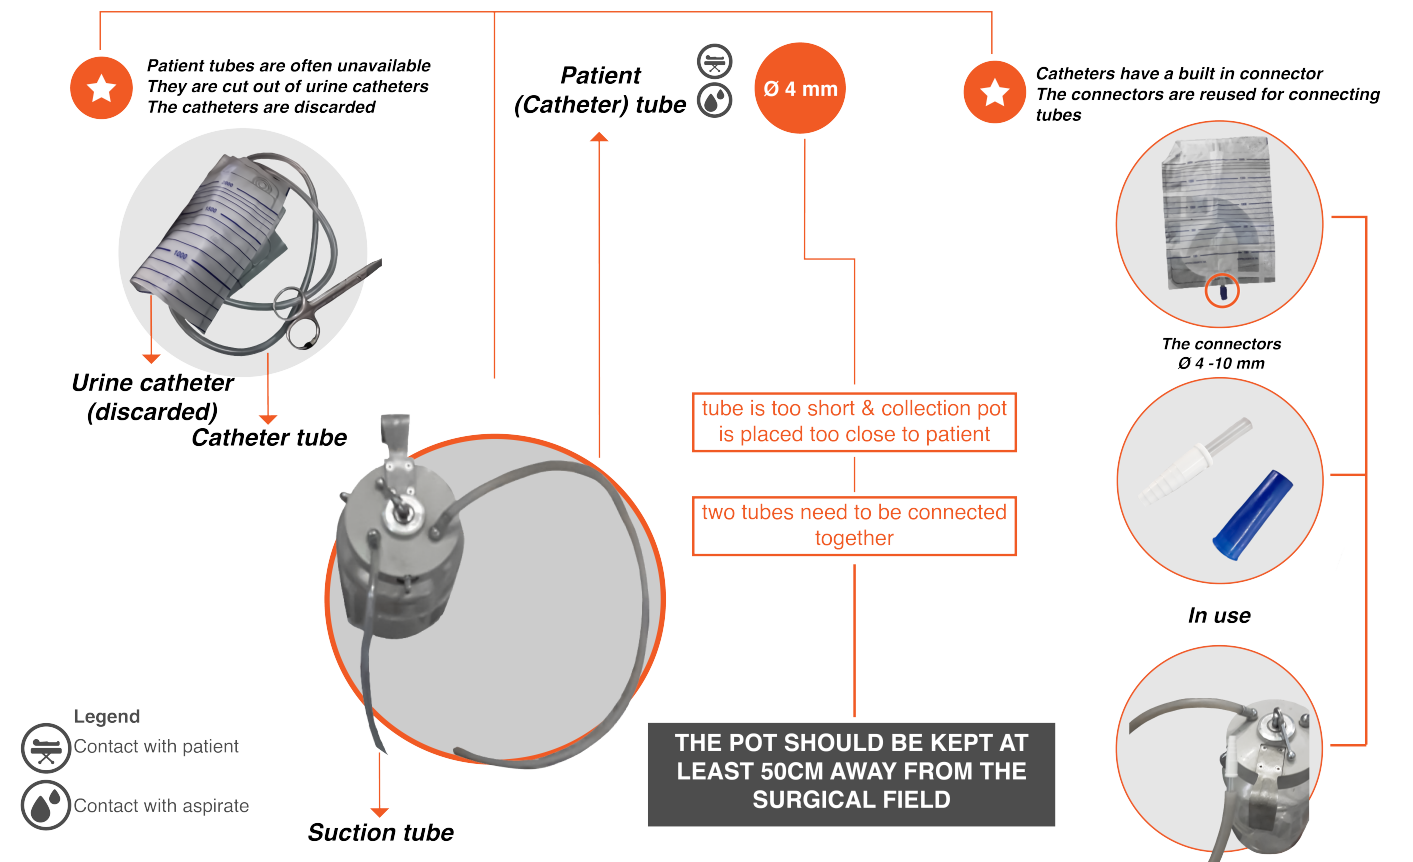 Patient tubes are often unavailable
They are cut out of urine catheters
The catheters are discarded
Patient
(Catheter) tube
Ø 4 mm
Catheters have a built in connector
The connectors are reused for connecting
tubes
1000
Urine catheter
(discarded)
Catheter tube
The connectors
Ø 4 -10 mm
tube is too short & collection pot
is placed too close to patient
two tubes need to be connected
together
In use
THE POT SHOULD BE KEPT AT
LEAST 50CM AWAY FROM THE
SURGICAL FIELD
Suction tube
Legend
Contact with patient
Contact with aspirate